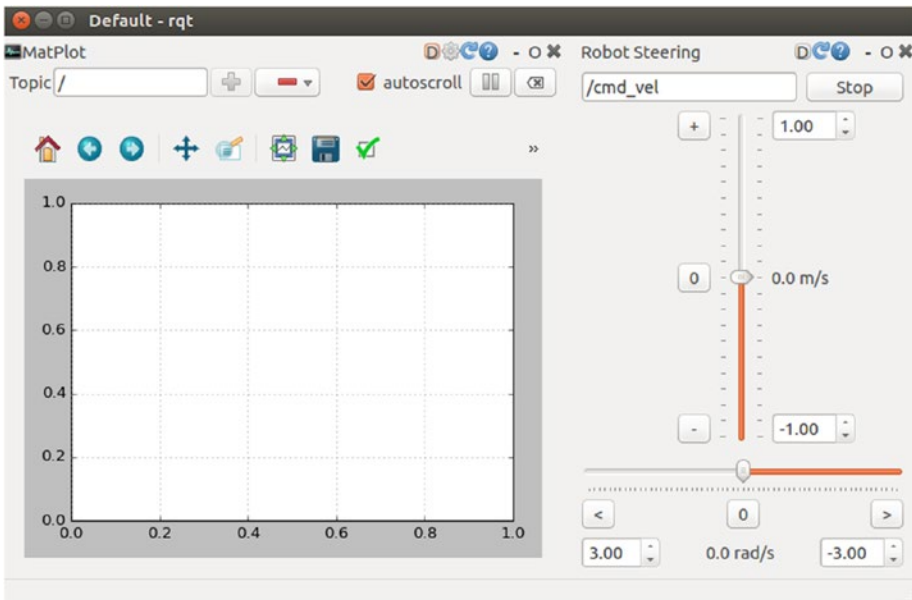 Default - rqt
MatPlot
D
- O ✖
Topic /
autoscroll
»
1.0
0.8
0.6
0.4
0.2
0.0
0.0 0.2 0.4 0.6 0.8 1.0
Robot Steering
D
- O ✖
/cmd_vel
Stop
+
1.00
0
0.0 m/s
-
-1.00
<
0
>
3.00
0.0 rad/s
-3.00